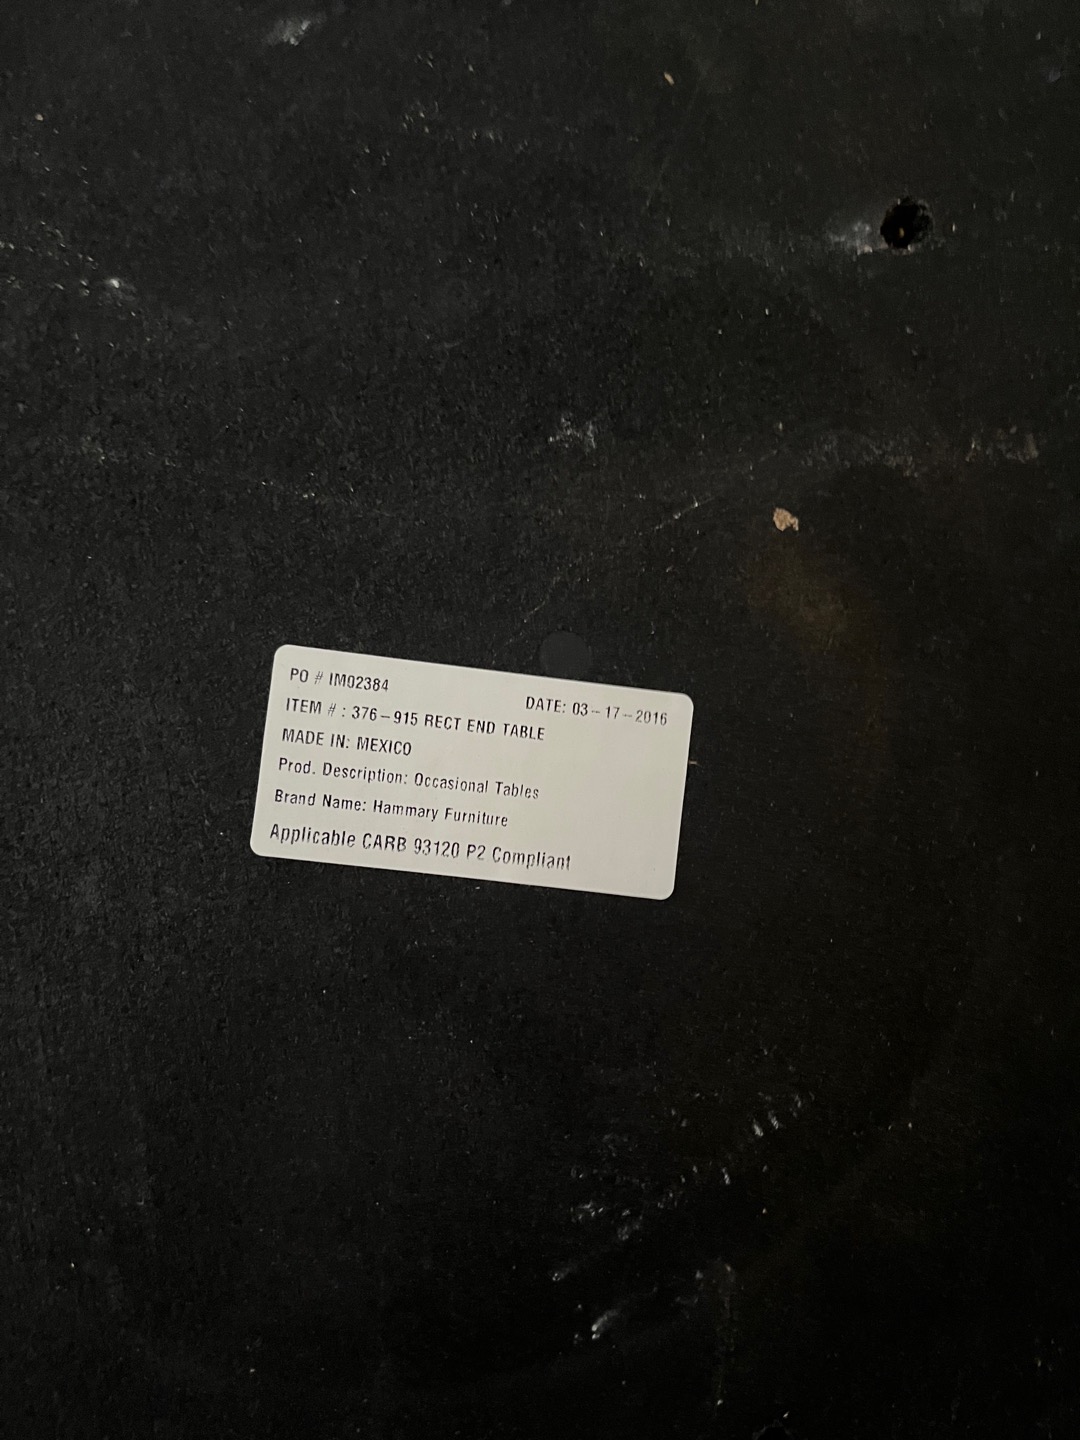 PO # IM02384
DATE: 03-17-2016
ITEM # : 376-915 RECT END TABLE
MADE IN: MEXICO
Prod. Description: Occasional Tables
Brand Name: Hammary Furniture
Applicable CARB 93120 P2 Compliant